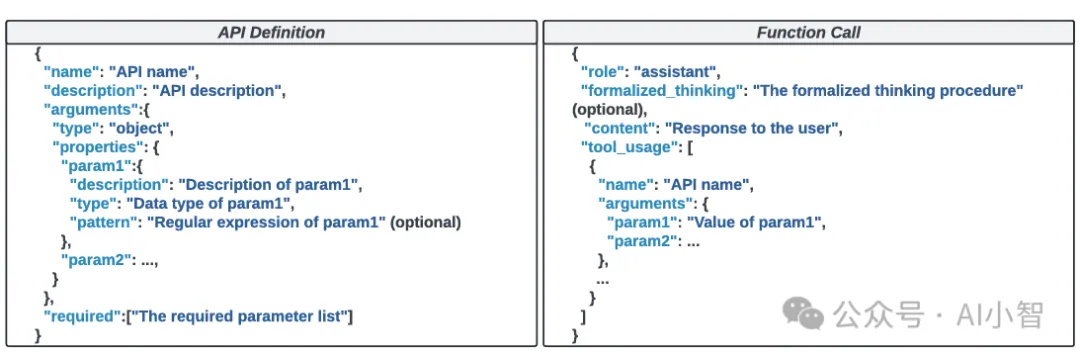 API Definition
{
"name": "API name",
"description": "API description",
"arguments":{
"type": "object",
"properties": {
"param1":{
"description": "Description of param1",
"type": "Data type of param1",
"pattern": "Regular expression of param1" (optional)
},
"param2": ...,
}
},
"required":["The required parameter list"]
}
Function Call
{
"role": "assistant",
"formalized_thinking": "The formalized thinking procedure"
(optional),
"content": "Response to the user",
"tool_usage": [
{
"name": "API name",
"arguments": {
"param1": "Value of param1",
"param2": ...
},
...
}
]
}
公众号 · AI小智